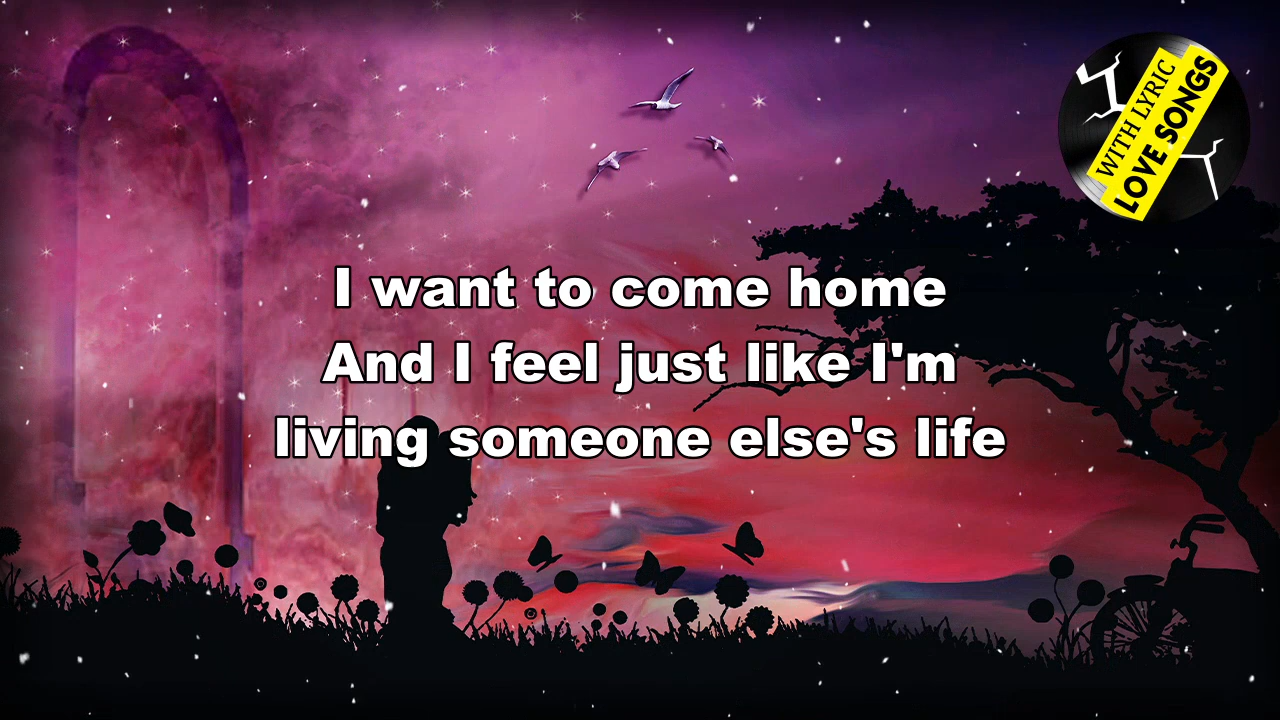 WITH LYRIC
LOVE SONGS
I want to come home
And I feel just like I'm
living someone else's life